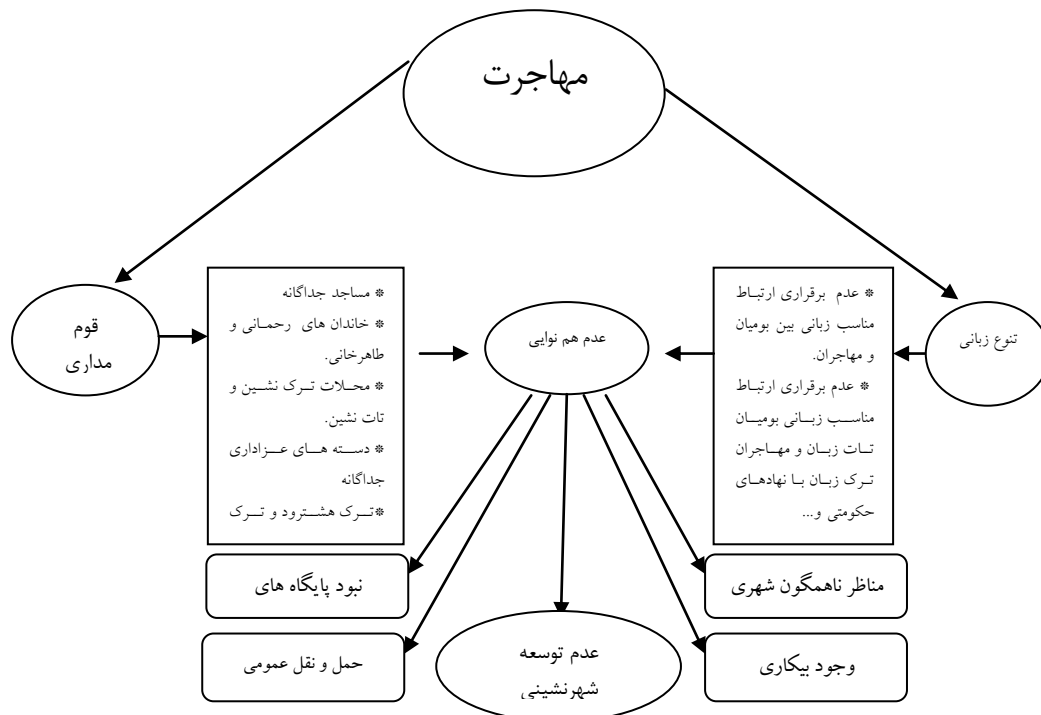 مهاجرت
تنوع زبانی
* عدم برقراری ارتباط
مناسب زبانی بین بومیان
و مهاجران.
* عدم برقراری ارتباط
مناسب زبانی بومیان
تات زبان و مهاجران
ترک زبان با نهادهای
حکومتی و...
عدم هم نوایی
* مساجد جداگانه
* خاندان های رحمانی و
طاهرخانی.
* محلات ترک نشین و
تات نشین.
* دسته های عزاداری
جداگانه
*ترک هشترود و ترک
قوم
مداری
مناظر ناهمگون شهری
نبود پایگاه های
وجود بیکاری
عدم توسعه
شهرنشینی
حمل و نقل عمومی